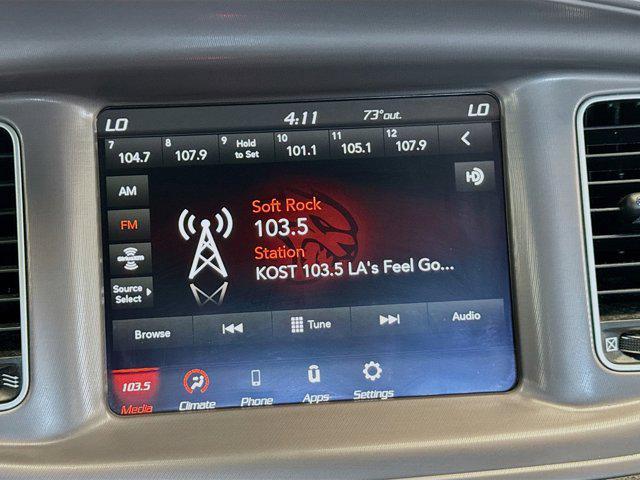 LO 4:11 73°out. LO
7 104.7 8 107.9 9 Hold to Set 10 101.1 11 105.1 12 107.9
AM
HD
Soft Rock
FM
103.5
Station
SiriusXM
KOST 103.5 LA's Feel Go...
Source
Select
Browse Tune Audio
103.5
Media Climate Phone Apps Settings